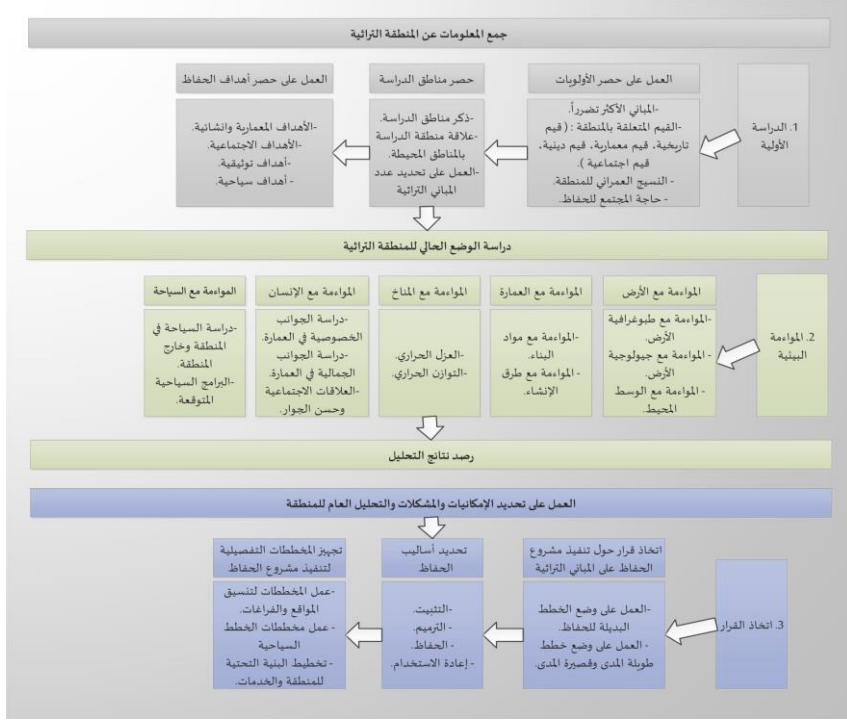 جمع المعلومات عن المنطقة التراثية
1. الدراسة
الأولية
العمل على حصر الأولويات
-المباني الأكثر تضرراً.
-القيم المتعلقة بالمنطقة : ( قيم
تاريخية، قيم معمارية، قيم دينية،
قيم اجتماعية ).
- النسيج العمراني للمنطقة.
- حاجة المجتمع للحفاظ.
حصر مناطق الدراسة
-ذكر مناطق الدراسة.
-علاقة منطقة الدراسة
بالمناطق المحيطة.
-العمل على تحديد عدد
المباني التراثية
العمل على حصر أهداف الحفاظ
-الأهداف المعمارية وانشائية.
-الأهداف الاجتماعية.
-أهداف توثيقية.
- أهداف سياحية.
دراسة الوضع الحالي للمنطقة التراثية
2. المواءمة
البيئية
المواءمة مع الأرض
-المواءمة مع طبوغرافية
الأرض.
- المواءمة مع جيولوجية
الأرض.
- المواءمة مع الوسط
المحيط.
المواءمة مع العمارة
-المواءمة مع مواد
البناء.
- المواءمة مع طرق
الإنشاء.
المواءمة مع المناخ
-العزل الحراري.
- التوازن الحراري.
المواءمة مع الإنسان
-دراسة الجوانب
الخصوصية في العمارة.
-دراسة الجوانب
الجمالية في العمارة.
-العلاقات الاجتماعية
وحسن الجوار.
المواءمة مع السياحة
-دراسة السياحة في
المنطقة وخارج
المنطقة.
-البرامج السياحية
المتوقعة.
رصد نتائج التحليل
العمل على تحديد الإمكانيات والمشكلات والتحليل العام للمنطقة
3. اتخاذ القرار
اتخاذ قرار حول تنفيذ مشروع
الحفاظ على المباني التراثية
-العمل على وضع الخطط
البديلة للحفاظ.
- العمل على وضع خطط
طويلة المدى وقصيرة المدى.
تحديد أساليب
الحفاظ
-التثبيت.
- الترميم.
- الحفاظ.
- إعادة الاستخدام.
تجهيز المخططات التفصيلية
لتنفيذ مشروع الحفاظ
-عمل المخططات لتنسيق
المواقع والفراغات.
- عمل مخططات الخطط
السياحية
- تخطيط البنية التحتية
للمنطقة والخدمات.